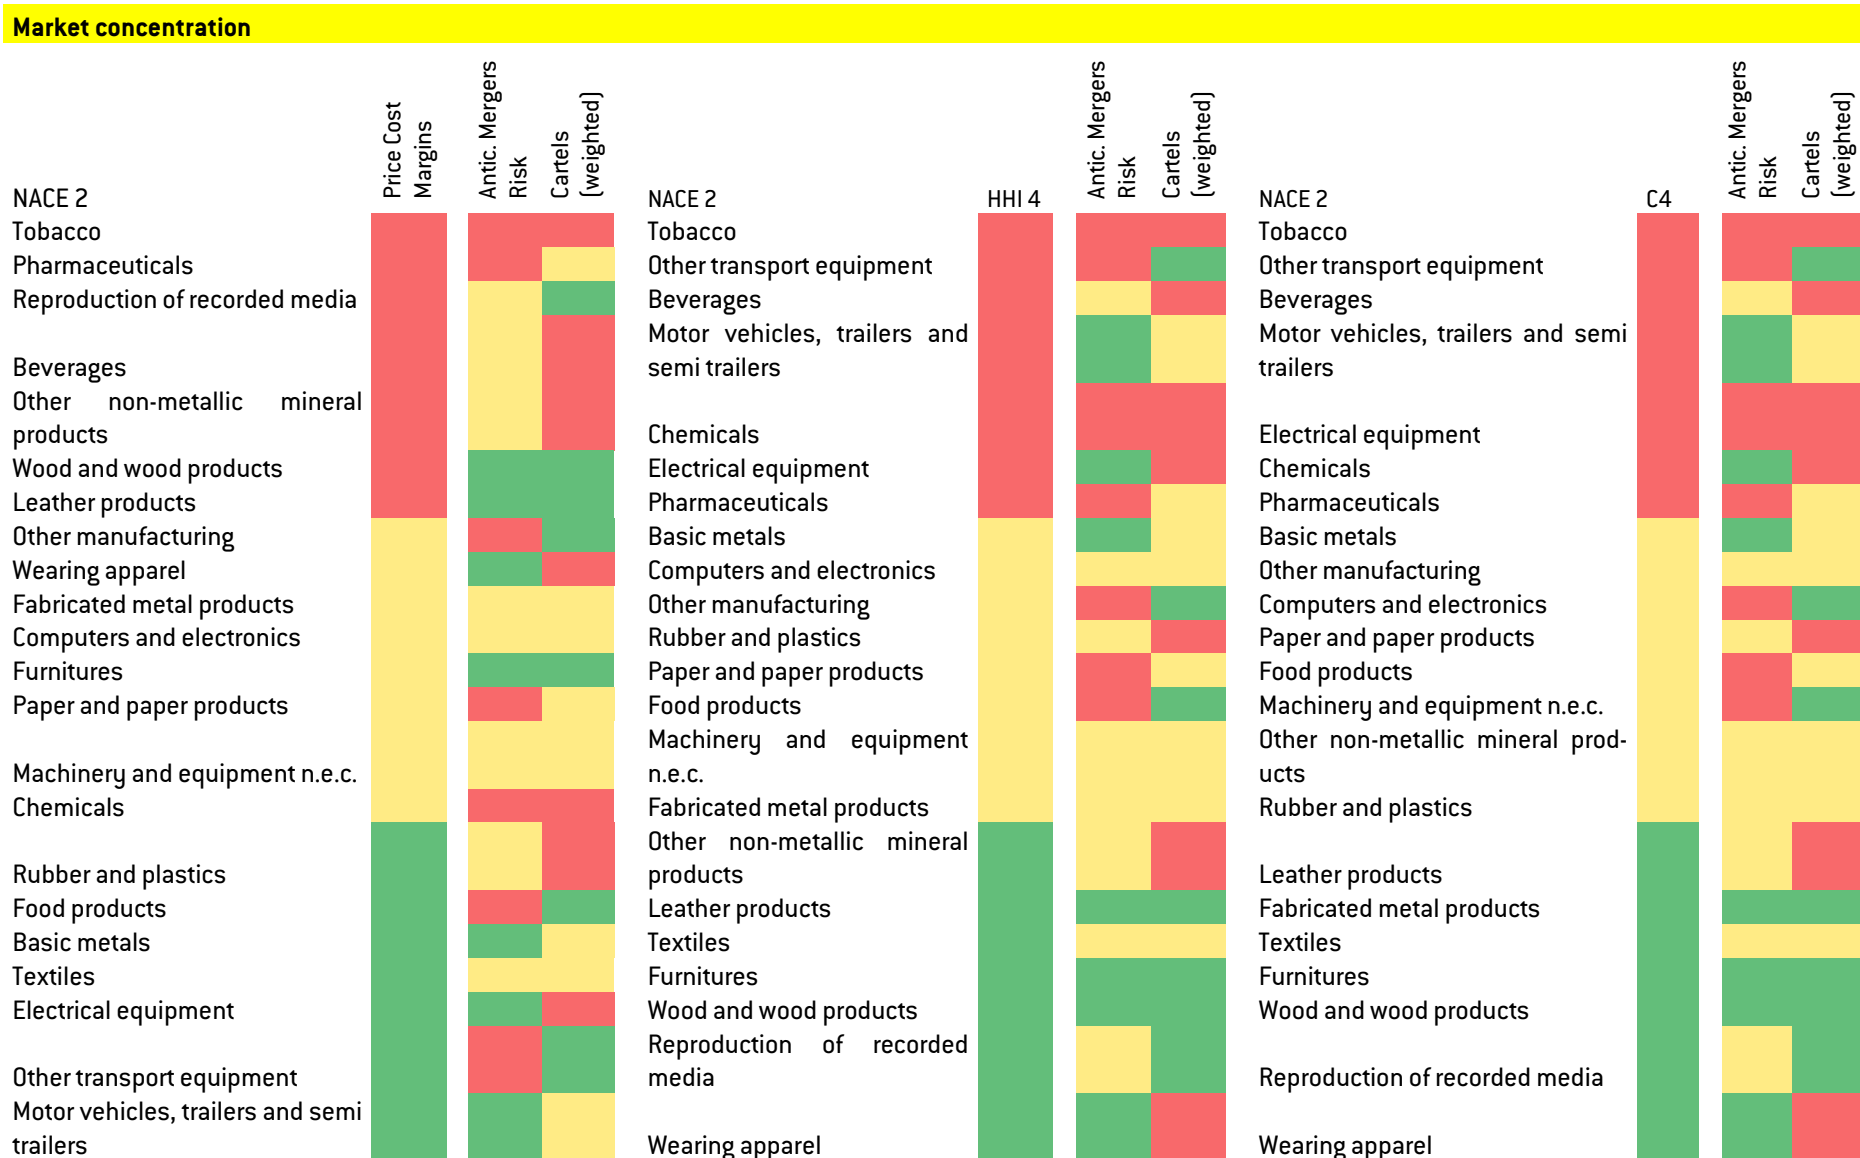 Market concentration
NACE 2
Price Cost
Margins
Antic. Mergers
Risk
Cartels
(weighted)
Tobacco
Pharmaceuticals
Reproduction of recorded media
Beverages
Other non-metallic mineral
products
Wood and wood products
Leather products
Other manufacturing
Wearing apparel
Fabricated metal products
Computers and electronics
Furnitures
Paper and paper products
Machinery and equipment n.e.c.
Chemicals
Rubber and plastics
Food products
Basic metals
Textiles
Electrical equipment
Other transport equipment
Motor vehicles, trailers and semi
trailers
NACE 2
HHI 4
Antic. Mergers
Risk
Cartels
(weighted)
Tobacco
Other transport equipment
Beverages
Motor vehicles, trailers and
semi trailers
Chemicals
Electrical equipment
Pharmaceuticals
Basic metals
Computers and electronics
Other manufacturing
Rubber and plastics
Paper and paper products
Food products
Machinery and equipment
n.e.c.
Fabricated metal products
Other non-metallic mineral
products
Leather products
Textiles
Furnitures
Wood and wood products
Reproduction of recorded
media
Wearing apparel
NACE 2
C4
Antic. Mergers
Risk
Cartels
(weighted)
Tobacco
Other transport equipment
Beverages
Motor vehicles, trailers and semi
trailers
Electrical equipment
Chemicals
Pharmaceuticals
Basic metals
Other manufacturing
Computers and electronics
Paper and paper products
Food products
Machinery and equipment n.e.c.
Other non-metallic mineral prod-
ucts
Rubber and plastics
Leather products
Fabricated metal products
Textiles
Furnitures
Wood and wood products
Reproduction of recorded media
Wearing apparel